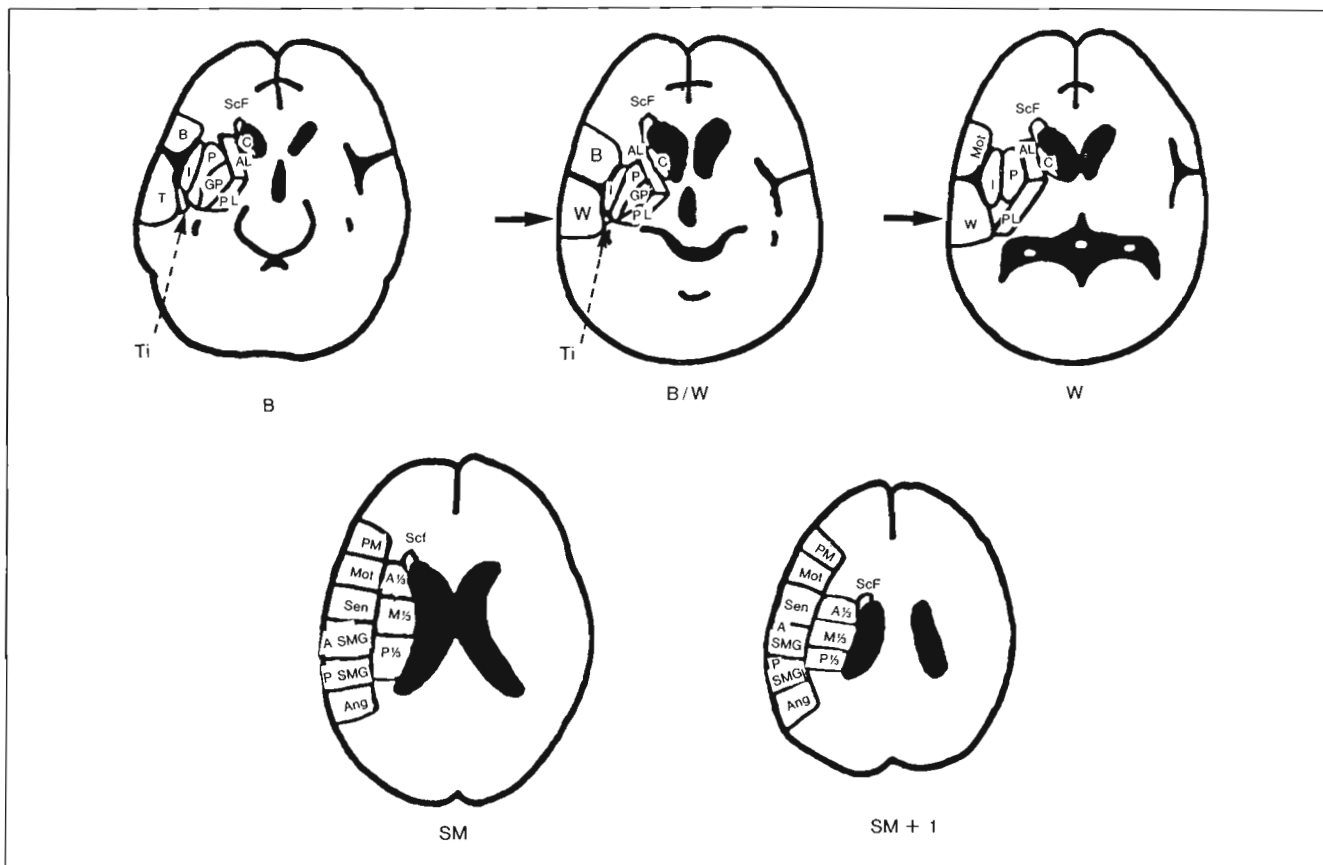 ScF
B
C
P
AL
I
T
GP
P L
Ti
B
ScF
B
AL
C
P
I
GP
W
P L
Ti
B/W
ScF
Mot
AL
C
I
P
W
PL
W
PM
Scf
Mot
A⅓
Sen
M⅓
A SMG
P⅓
P SMG
Ang
SM
PM
Mot
ScF
Sen
A⅓
A
SMG
M⅓
P
SMG
P⅓
Ang
SM + 1